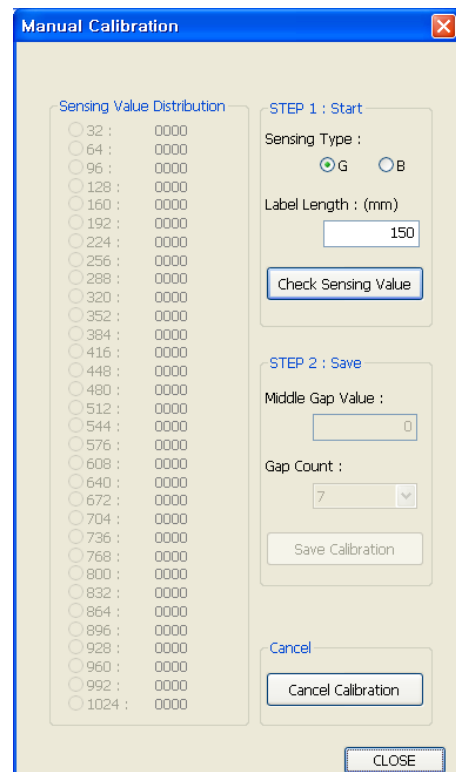 Manual Calibration
Sensing Value Distribution
32 : 0000
64 : 0000
96 : 0000
128 : 0000
160 : 0000
192 : 0000
224 : 0000
256 : 0000
288 : 0000
320 : 0000
352 : 0000
384 : 0000
416 : 0000
448 : 0000
480 : 0000
512 : 0000
544 : 0000
576 : 0000
608 : 0000
640 : 0000
672 : 0000
704 : 0000
736 : 0000
768 : 0000
800 : 0000
832 : 0000
864 : 0000
896 : 0000
928 : 0000
960 : 0000
992 : 0000
1024 : 0000
STEP 1 : Start
Sensing Type :
G B
Label Length : (mm)
150
Check Sensing Value
STEP 2 : Save
Middle Gap Value :
0
Gap Count :
7
Save Calibration
Cancel
Cancel Calibration
CLOSE